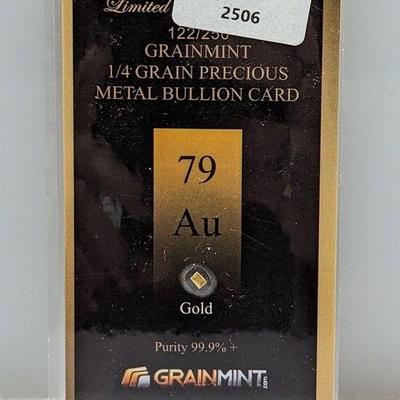 Limited
2506
122/250
GRAINMINT
1/4 GRAIN PRECIOUS
METAL BULLION CARD
79
Au
Gold
Purity 99.9% +
GRAINMINT.com